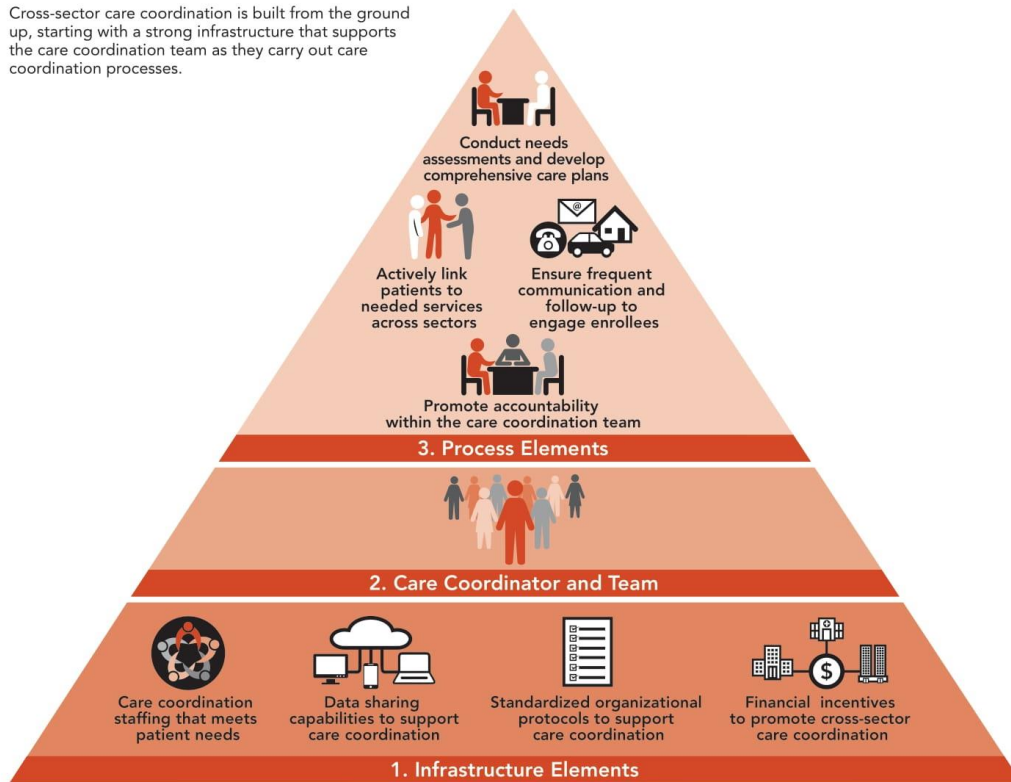 Cross-sector care coordination is built from the ground
up, starting with a strong infrastructure that supports
the care coordination team as they carry out care
coordination processes.
Conduct needs
assessments and develop
comprehensive care plans
Actively link
patients to
needed services
across sectors
@
Ensure frequent
communication and
follow-up to
engage enrollees
Promote accountability
within the care coordination team
3. Process Elements
2. Care Coordinator and Team
Care coordination
staffing that meets
patient needs
Data sharing
capabilities to support
care coordination
Standardized organizational
protocols to support
care coordination
$
Financial incentives
to promote cross-sector
care coordination
1. Infrastructure Elements